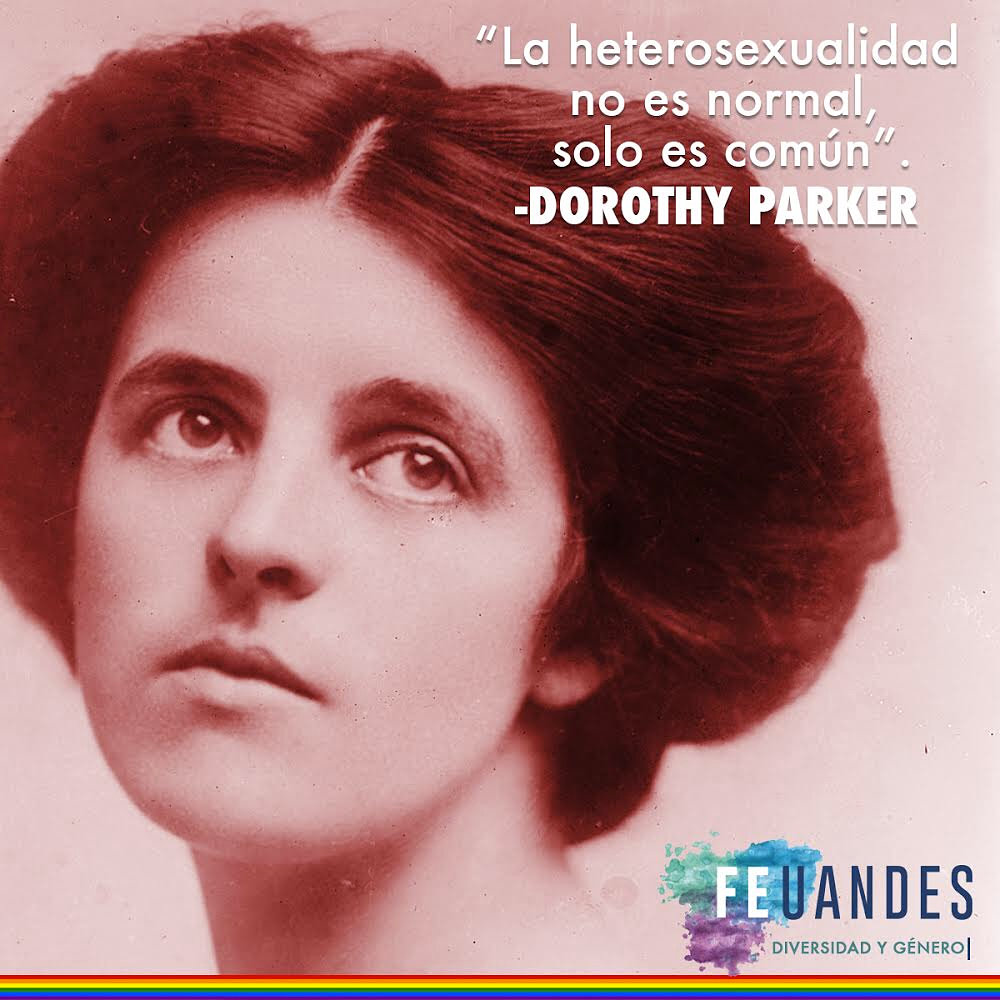 “La heterosexualidad
no es normal,
solo es común”.
-DOROTHY PARKER
FEUANDES
DIVERSIDAD Y GÉNERO|